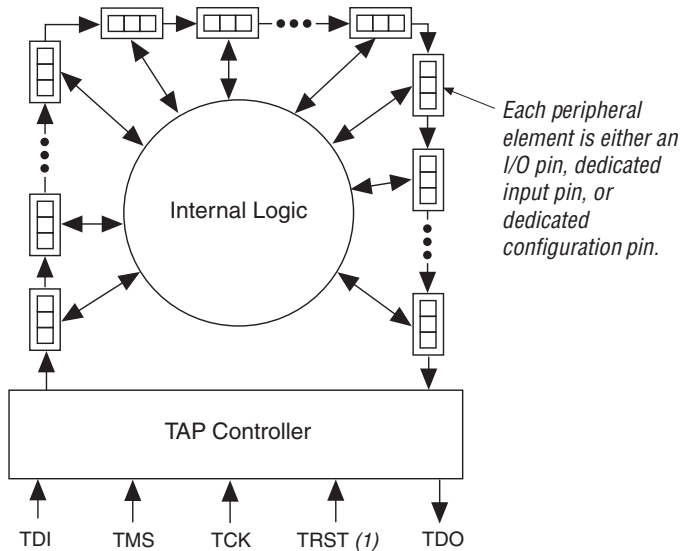 Each peripheral
element is either an
I/O pin, dedicated
input pin, or
dedicated
configuration pin.
Internal Logic
TAP Controller
TDI
TMS
TCK
TRST (1)
TDO